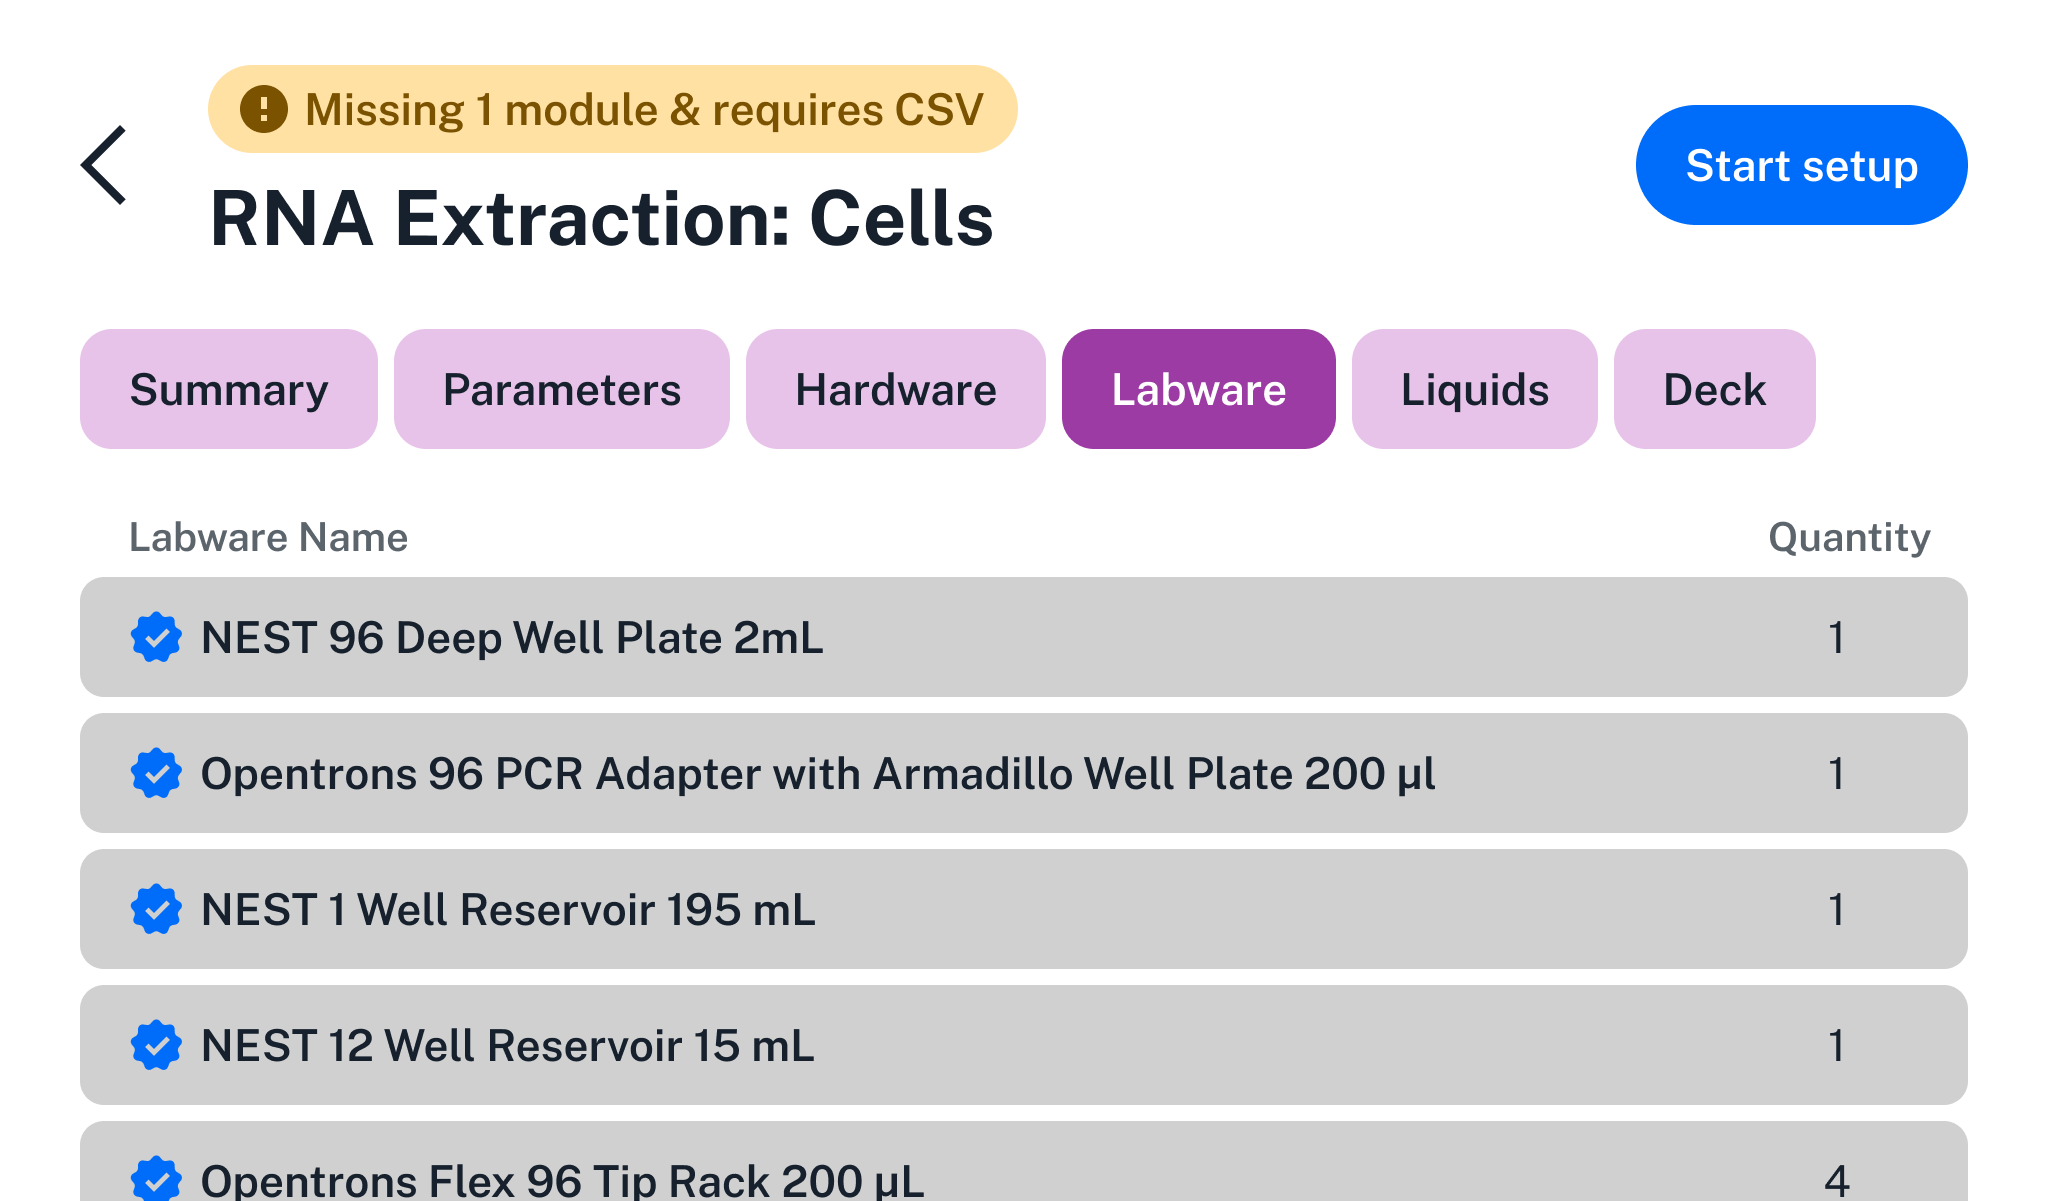 Missing 1 module & requires CSV
RNA Extraction: Cells
Start setup
Summary
Parameters
Hardware
Labware
Liquids
Deck
Labware Name
Quantity
NEST 96 Deep Well Plate 2mL
1
Opentrons 96 PCR Adapter with Armadillo Well Plate 200 µl
1
NEST 1 Well Reservoir 195 mL
1
NEST 12 Well Reservoir 15 mL
1
Opentrons Flex 96 Tip Rack 200 µL
4